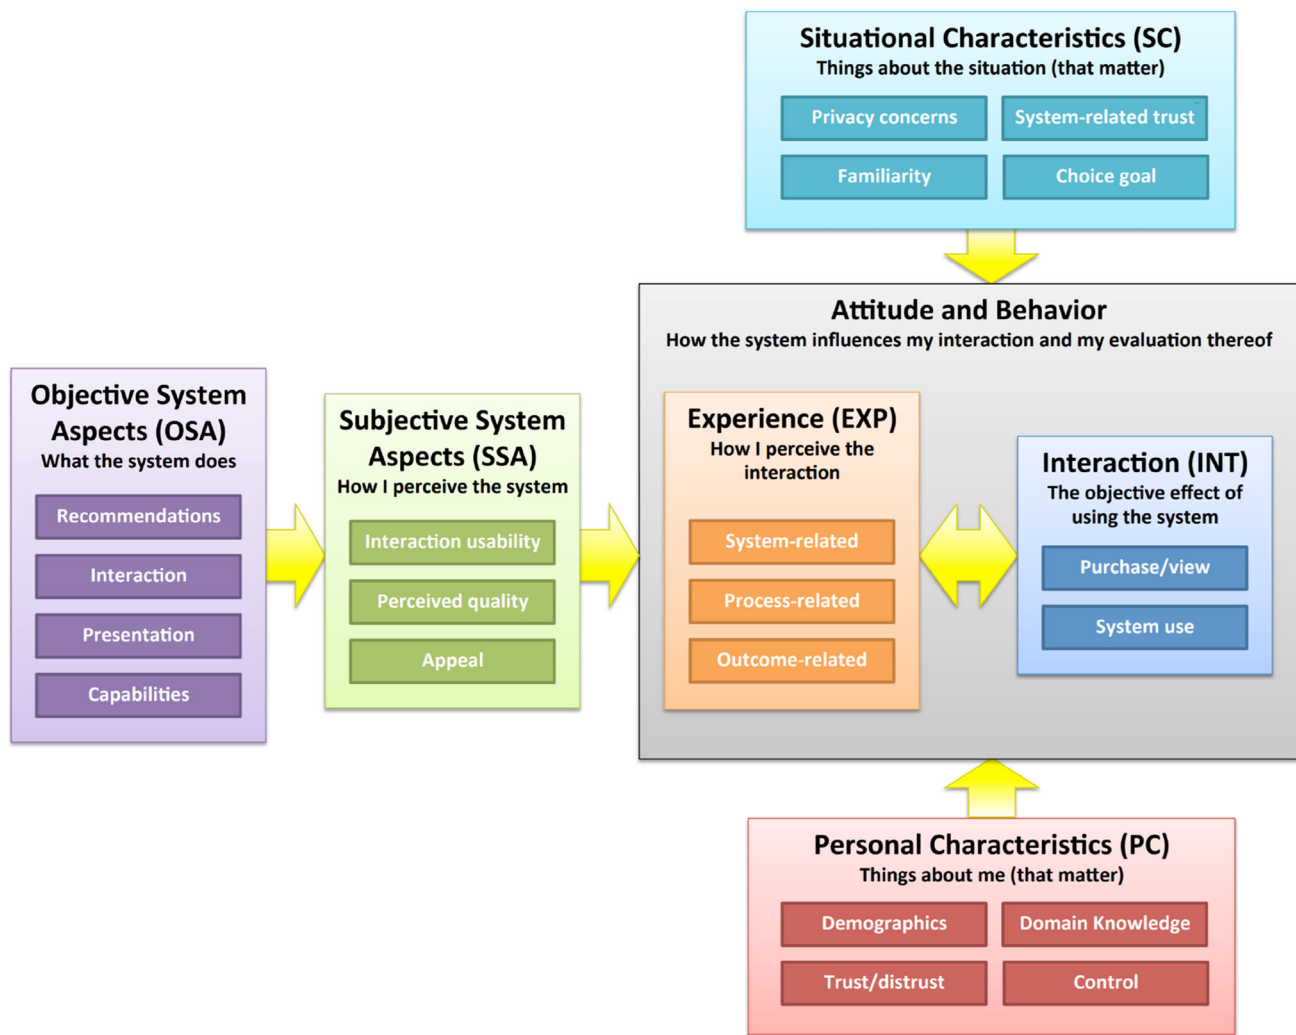 Situational Characteristics (SC)
Things about the situation (that matter)
Privacy concerns
System-related trust
Familiarity
Choice goal
Attitude and Behavior
How the system influences my interaction and my evaluation thereof
Objective System
Aspects (OSA)
What the system does
Recommendations
Interaction
Presentation
Capabilities
Subjective System
Aspects (SSA)
How I perceive the system
Interaction usability
Perceived quality
Appeal
Experience (EXP)
How I perceive the
interaction
System-related
Process-related
Outcome-related
Interaction (INT)
The objective effect of
using the system
Purchase/view
System use
Personal Characteristics (PC)
Things about me (that matter)
Demographics
Domain Knowledge
Trust/distrust
Control